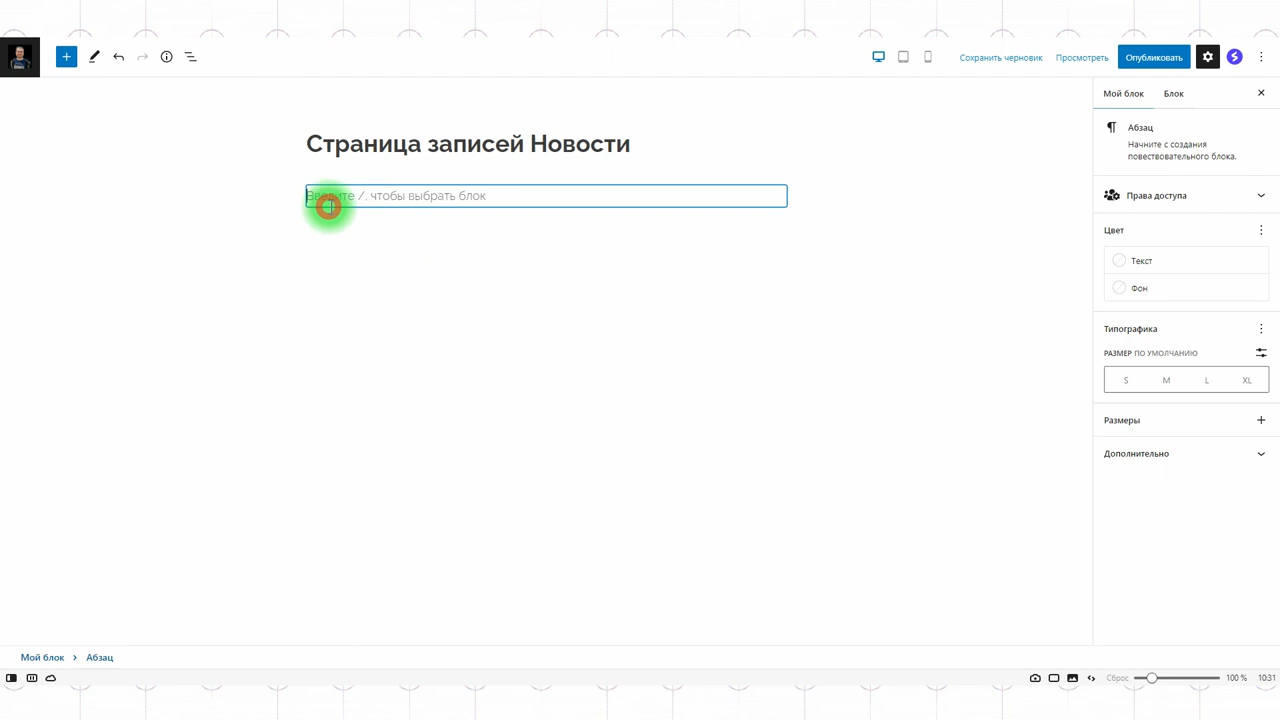 Сохранить черновик
Просмотреть
Опубликовать
Мой блок
Блок
Страница записей Новости
Введите /, чтобы выбрать блок
Абзац
Начните с создания
повествовательного блока.
Права доступа
Цвет
Текст
Фон
Типографика
РАЗМЕР ПО УМОЛЧАНИЮ
S M L XL
Размеры
Дополнительно
Мой блок > Абзац
Сброс
100 %
10:31